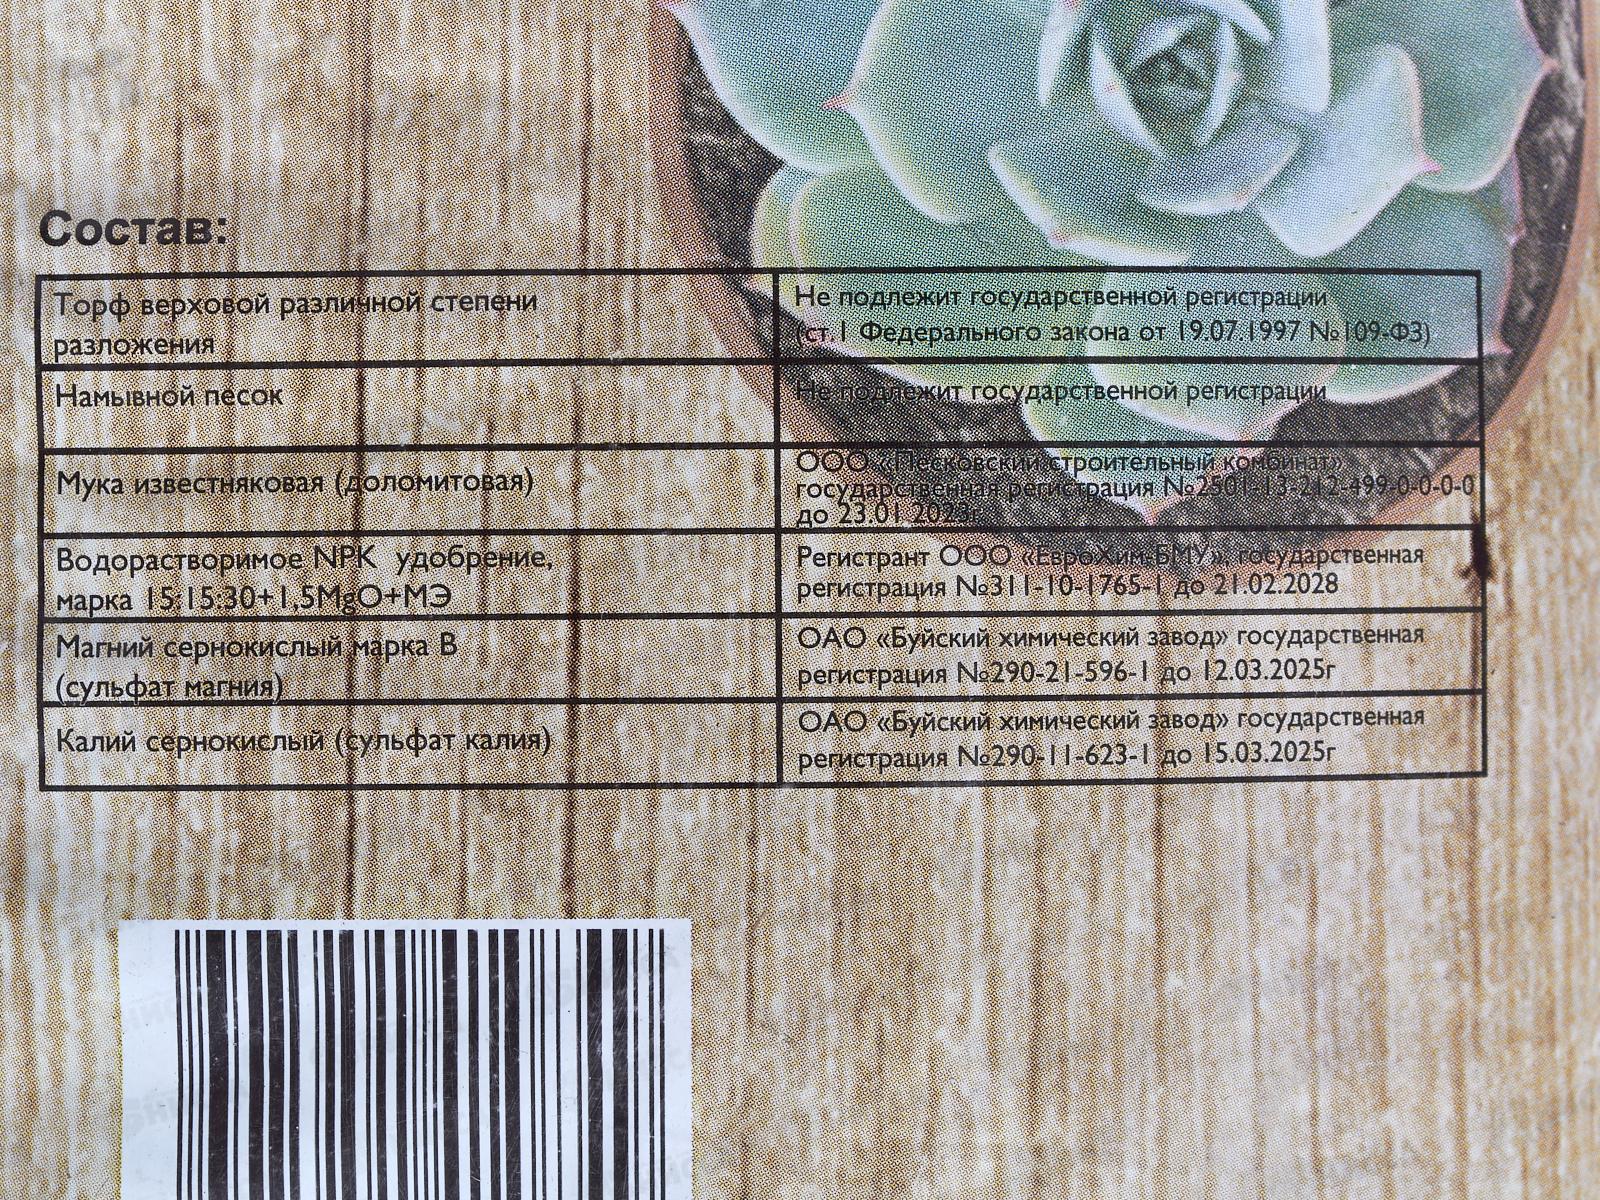 Состав:
Торф верховой различной степени
разложения
Не подлежит государственной регистрации
(ст.1 Федерального закона от 19.07.1997 №109-ФЗ)
Намывной песок
Не подлежит государственной регистрации
Мука известняковая (доломитовая)
ООО «Песковский строительный комбинат»
государственная регистрация №2501-13-212-499-0-0-0-0
до 23.01.2023г
Водорастворимое NPK удобрение,
марка 15:15:30+1,5MgO+МЭ
Регистрант ООО «ЕвроХим-БМУ», государственная
регистрация №311-10-1765-1 до 21.02.2028
Магний сернокислый марка В
(сульфат магния)
ОАО «Буйский химический завод» государственная
регистрация №290-21-596-1 до 12.03.2025г
Калий сернокислый (сульфат калия)
ОАО «Буйский химический завод» государственная
регистрация №290-11-623-1 до 15.03.2025г